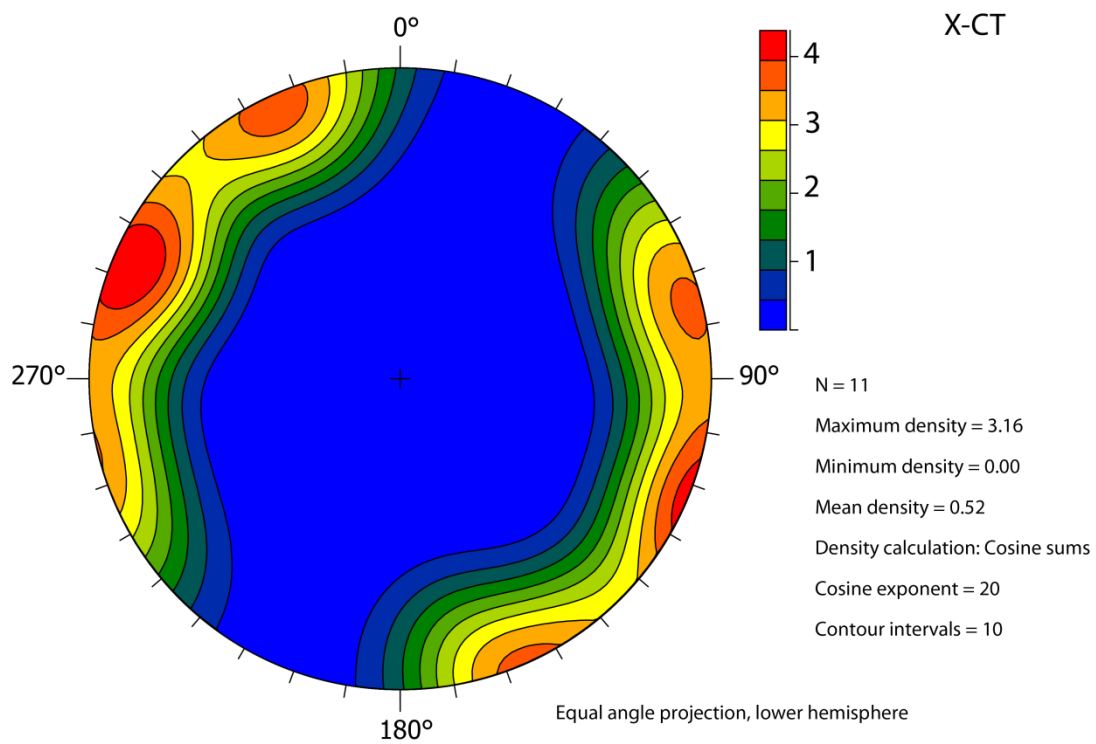 X-CT
0°
4
3
2
1
270°
90°
N = 11
Maximum density = 3.16
Minimum density = 0.00
Mean density = 0.52
Density calculation: Cosine sums
Cosine exponent = 20
Contour intervals = 10
Equal angle projection, lower hemisphere
180°